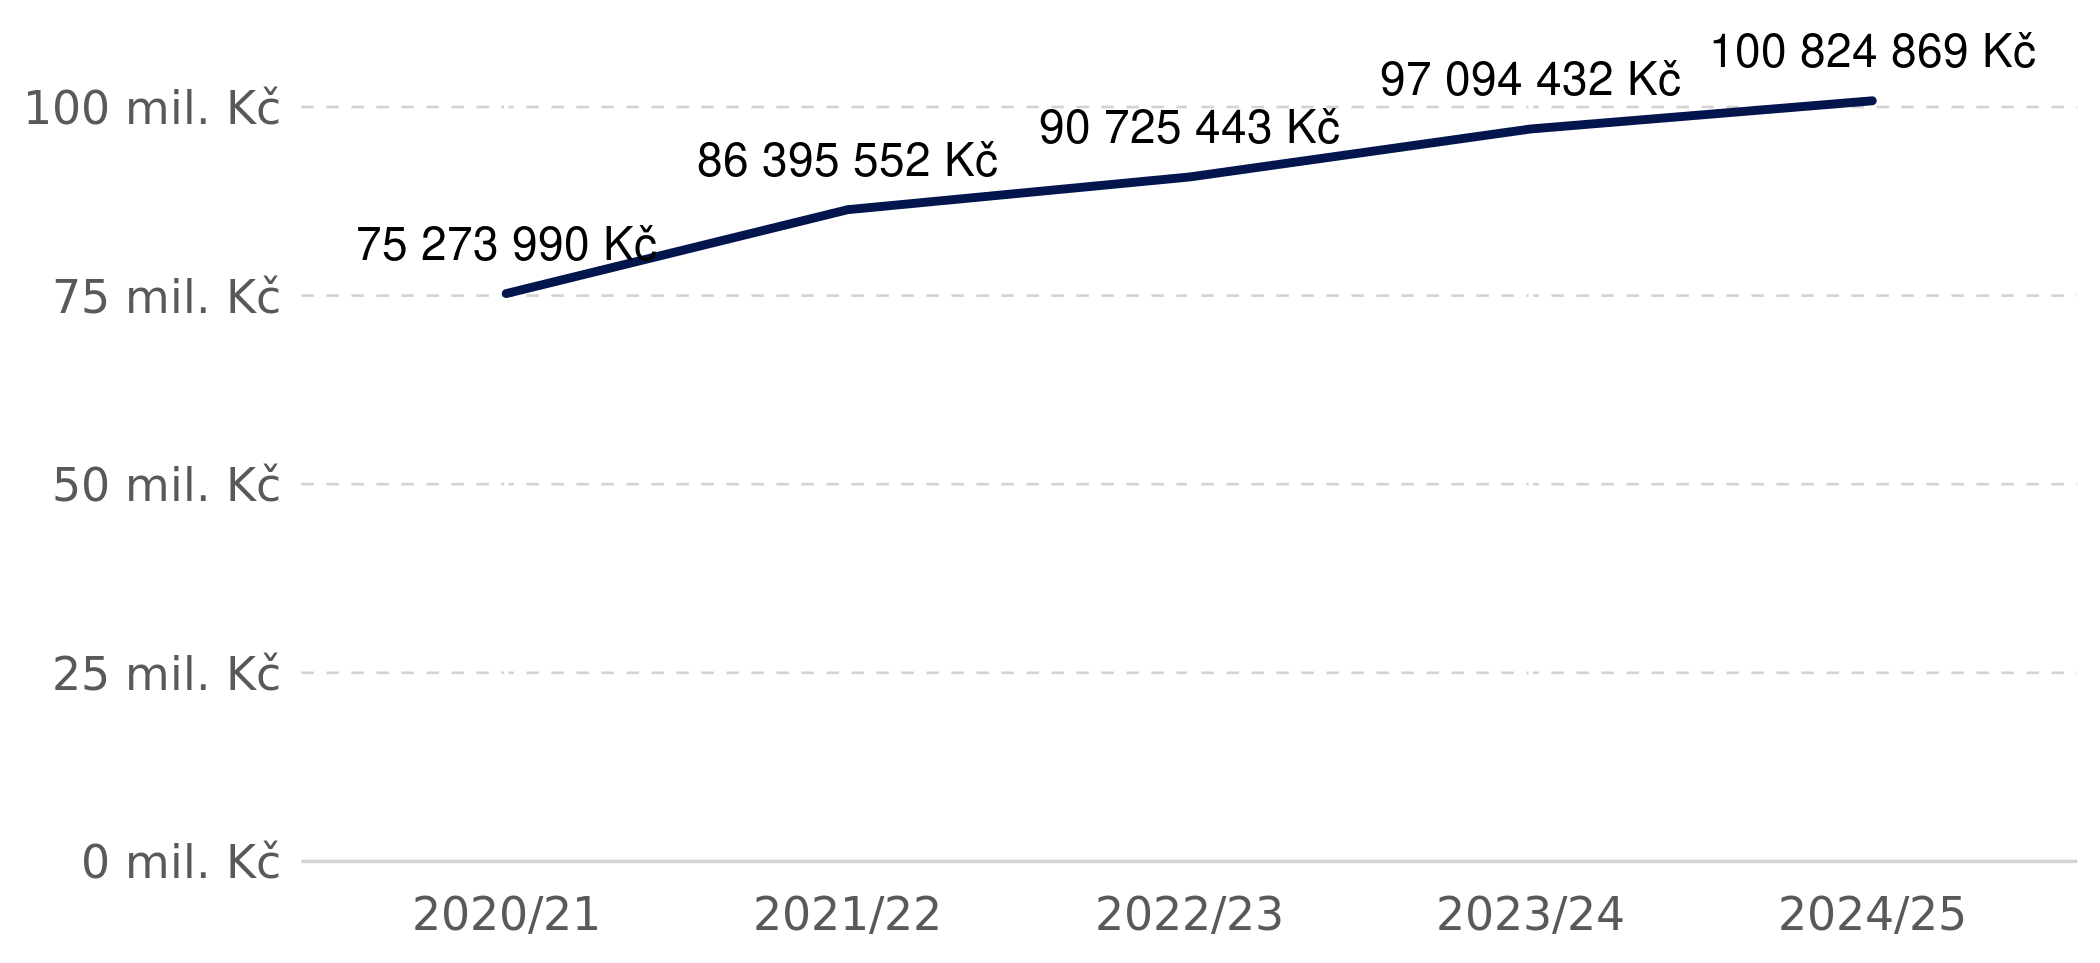 100 824 869 Kč
97 094 432 Kč
100 mil. Kč
90 725 443 Kč
86 395 552 Kč
75 273 990 Kč
75 mil. Kč
50 mil. Kč
25 mil. Kč
0 mil. Kč
2020/21 2021/22 2022/23 2023/24 2024/25